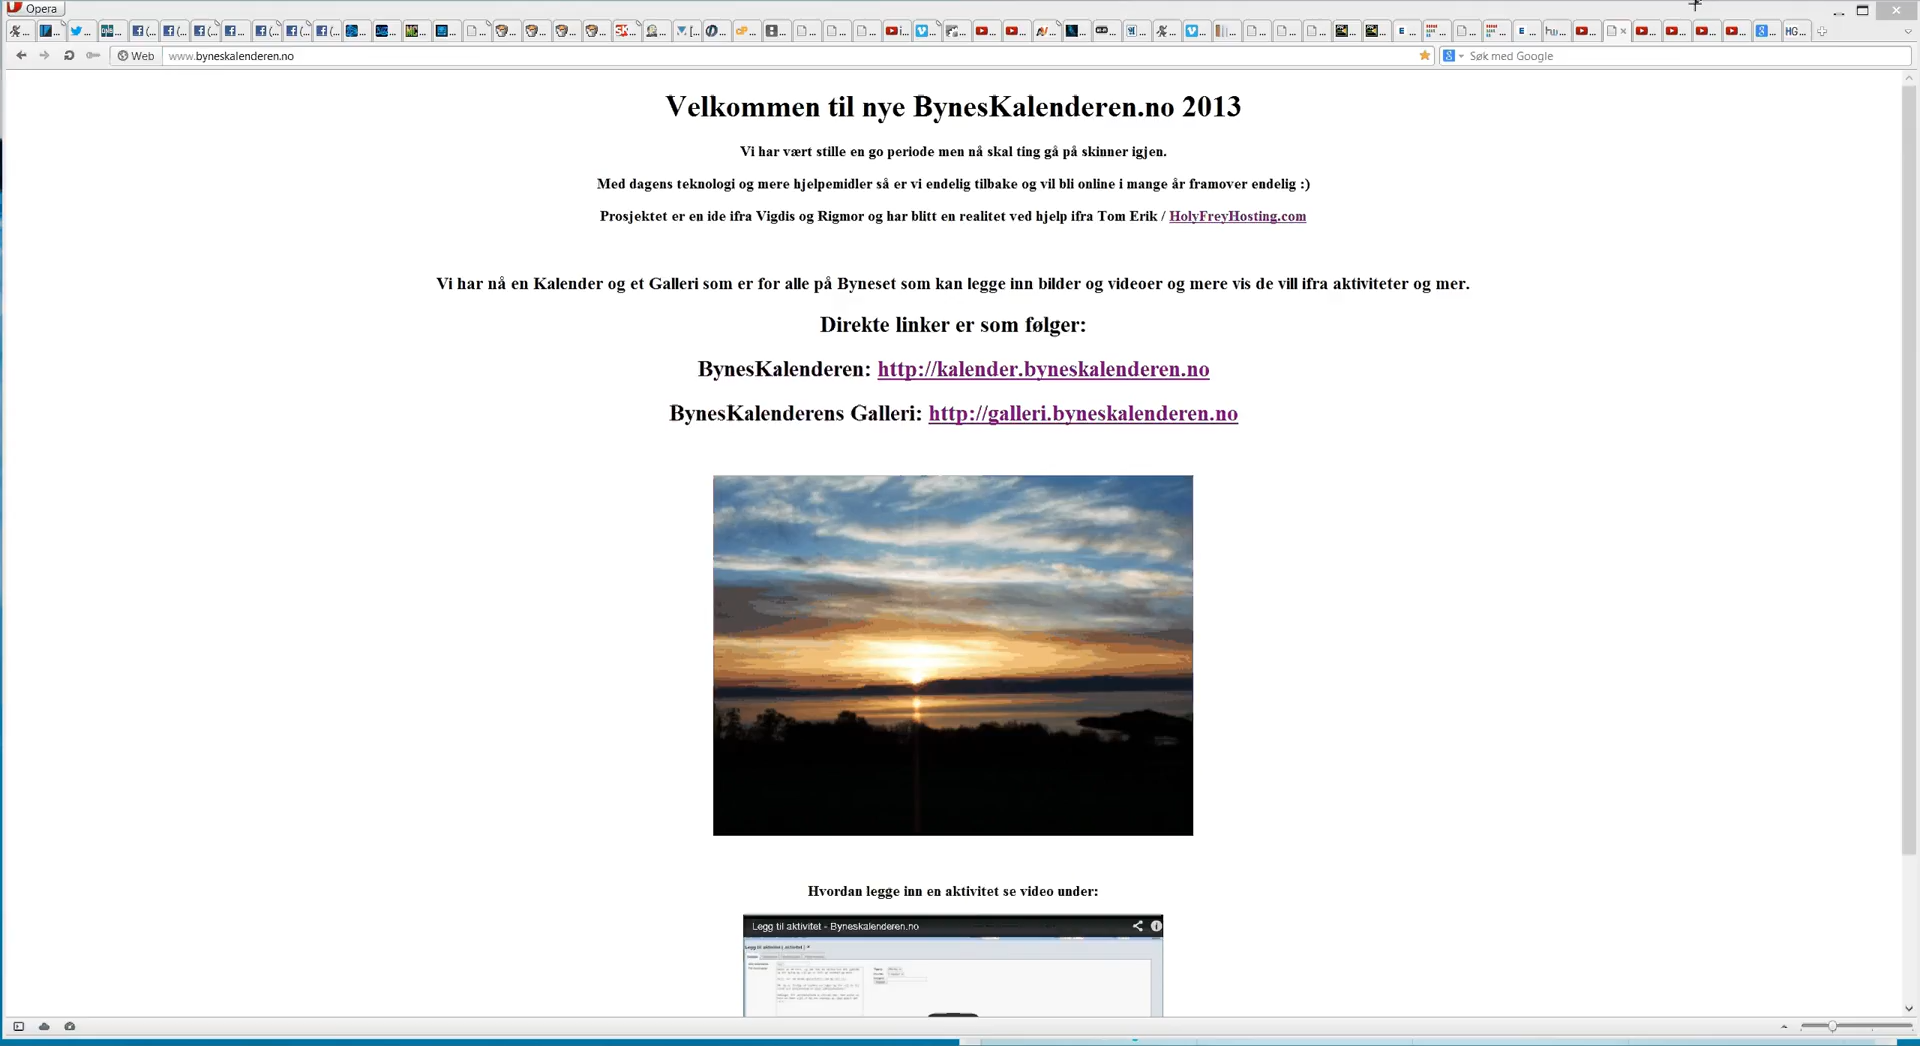 Opera
Web
www.byneskalenderen.no
Søk med Google
Velkommen til nye BynesKalenderen.no 2013
Vi har vært stille en go periode men nå skal ting gå på skinner igjen.
Med dagens teknologi og mere hjelpemidler så er vi endelig tilbake og vil bli online i mange år framover endelig :)
Prosjektet er en ide ifra Vigdis og Rigmor og har blitt en realitet ved hjelp ifra Tom Erik / HolyFreyHosting.com
Vi har nå en Kalender og et Galleri som er for alle på Byneset som kan legge inn bilder og videoer og mere vis de vill ifra aktiviteter og mer.
Direkte linker er som følger:
BynesKalenderen: http://kalender.byneskalenderen.no
BynesKalenderens Galleri: http://galleri.byneskalenderen.no
Hvordan legge inn en aktivitet se video under:
Legg til aktivitet - Byneskalenderen.no